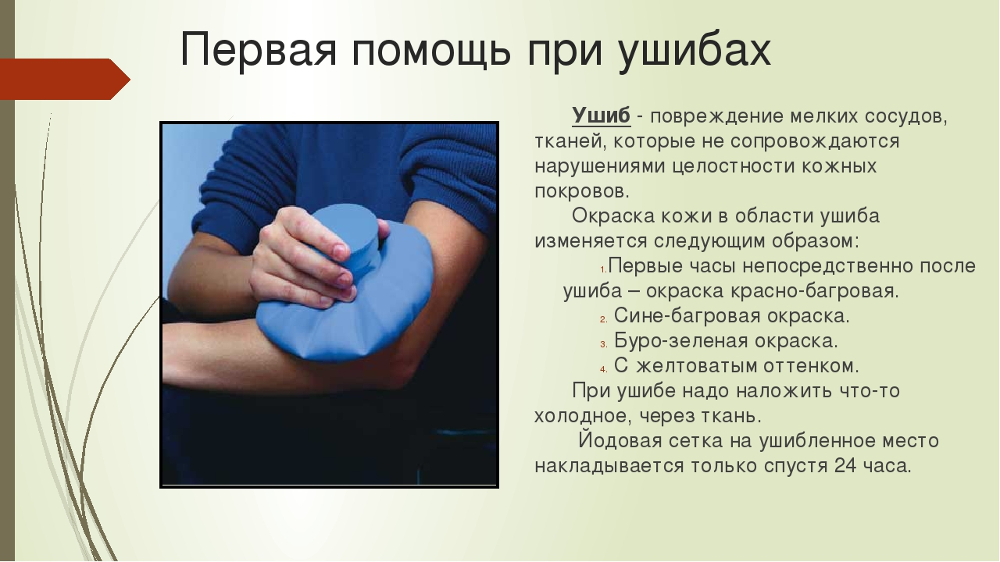 Первая помощь при ушибах
Ушиб - повреждение мелких сосудов,
тканей, которые не сопровождаются
нарушениями целостности кожных
покровов.
Окраска кожи в области ушиба
изменяется следующим образом:
1.Первые часы непосредственно после
ушиба – окраска красно-багровая.
2. Сине-багровая окраска.
3. Буро-зеленая окраска.
4. С желтоватым оттенком.
При ушибе надо наложить что-то
холодное, через ткань.
Йодовая сетка на ушибленное место
накладывается только спустя 24 часа.